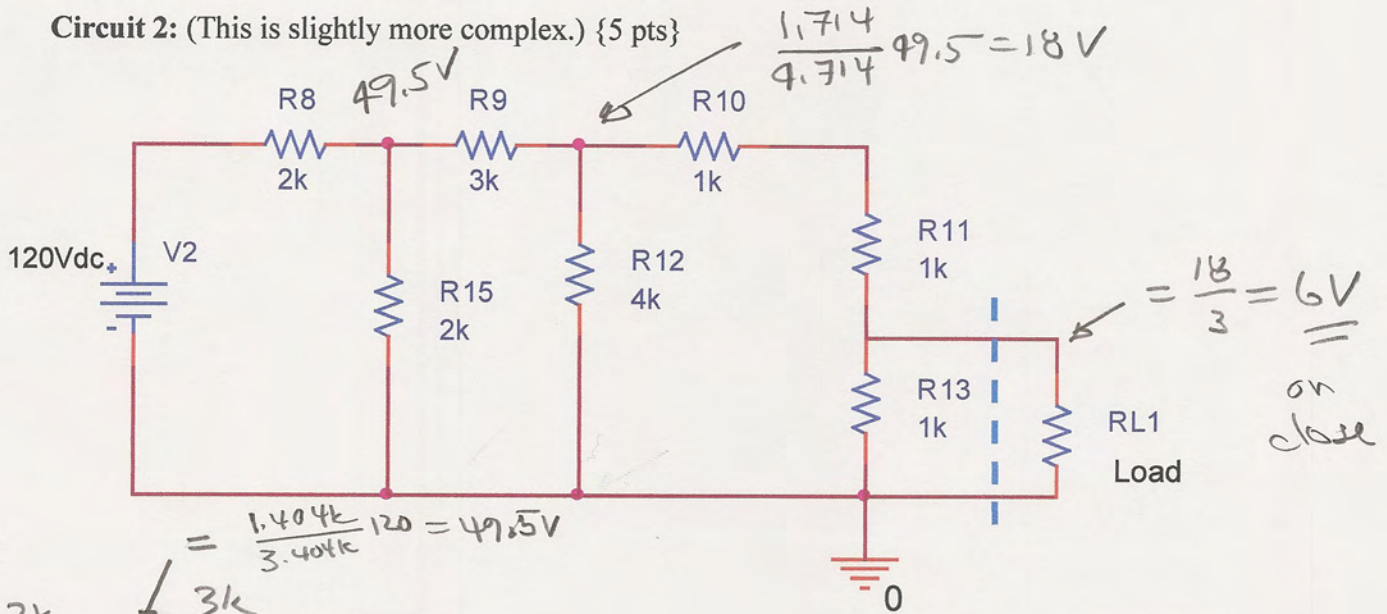 Circuit 2: (This is slightly more complex.) {5 pts}
1.714
4.714 49.5 = 18 V
49.5V
R8
R9
R10
2k
3k
1k
120Vdc
+
V2
-
R15
2k
R12
4k
R11
1k
= 18
3 = 6V
on
close
R13
1k
RL1
Load
= 1.404k
3.404k 120 = 49.5V
0
3k